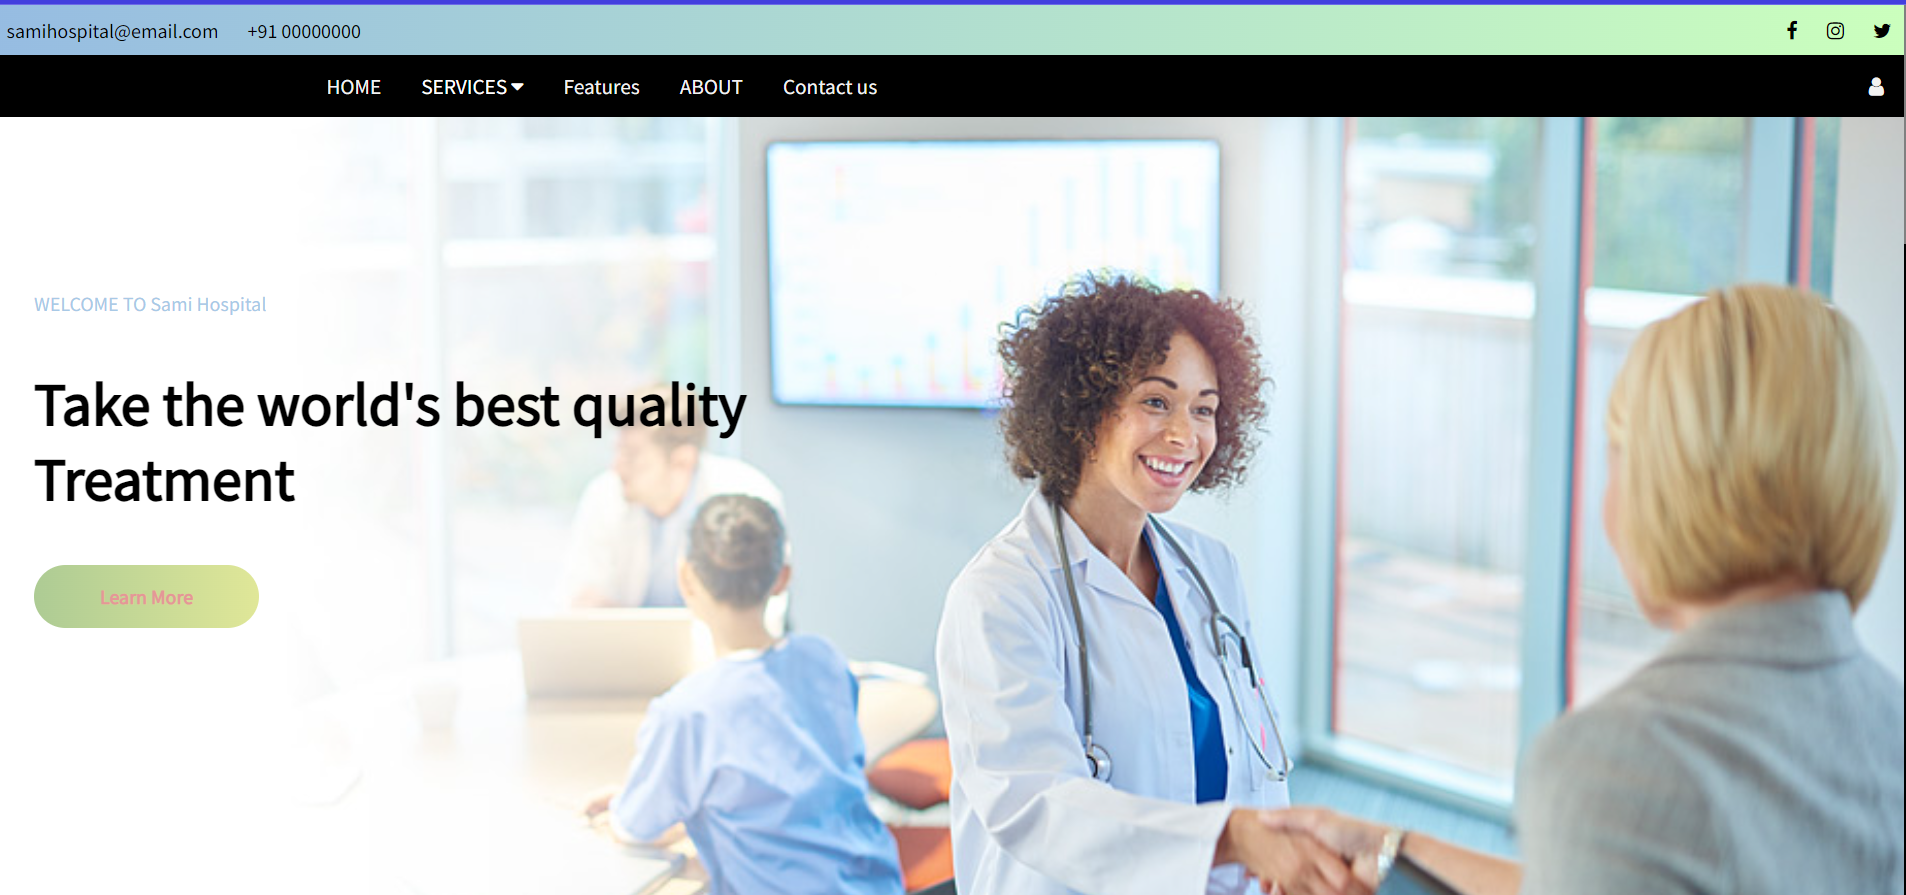 samihospital@email.com +91 00000000
HOME SERVICES Features ABOUT Contact us
WELCOME TO Sami Hospital
Take the world's best quality
Treatment
Learn More